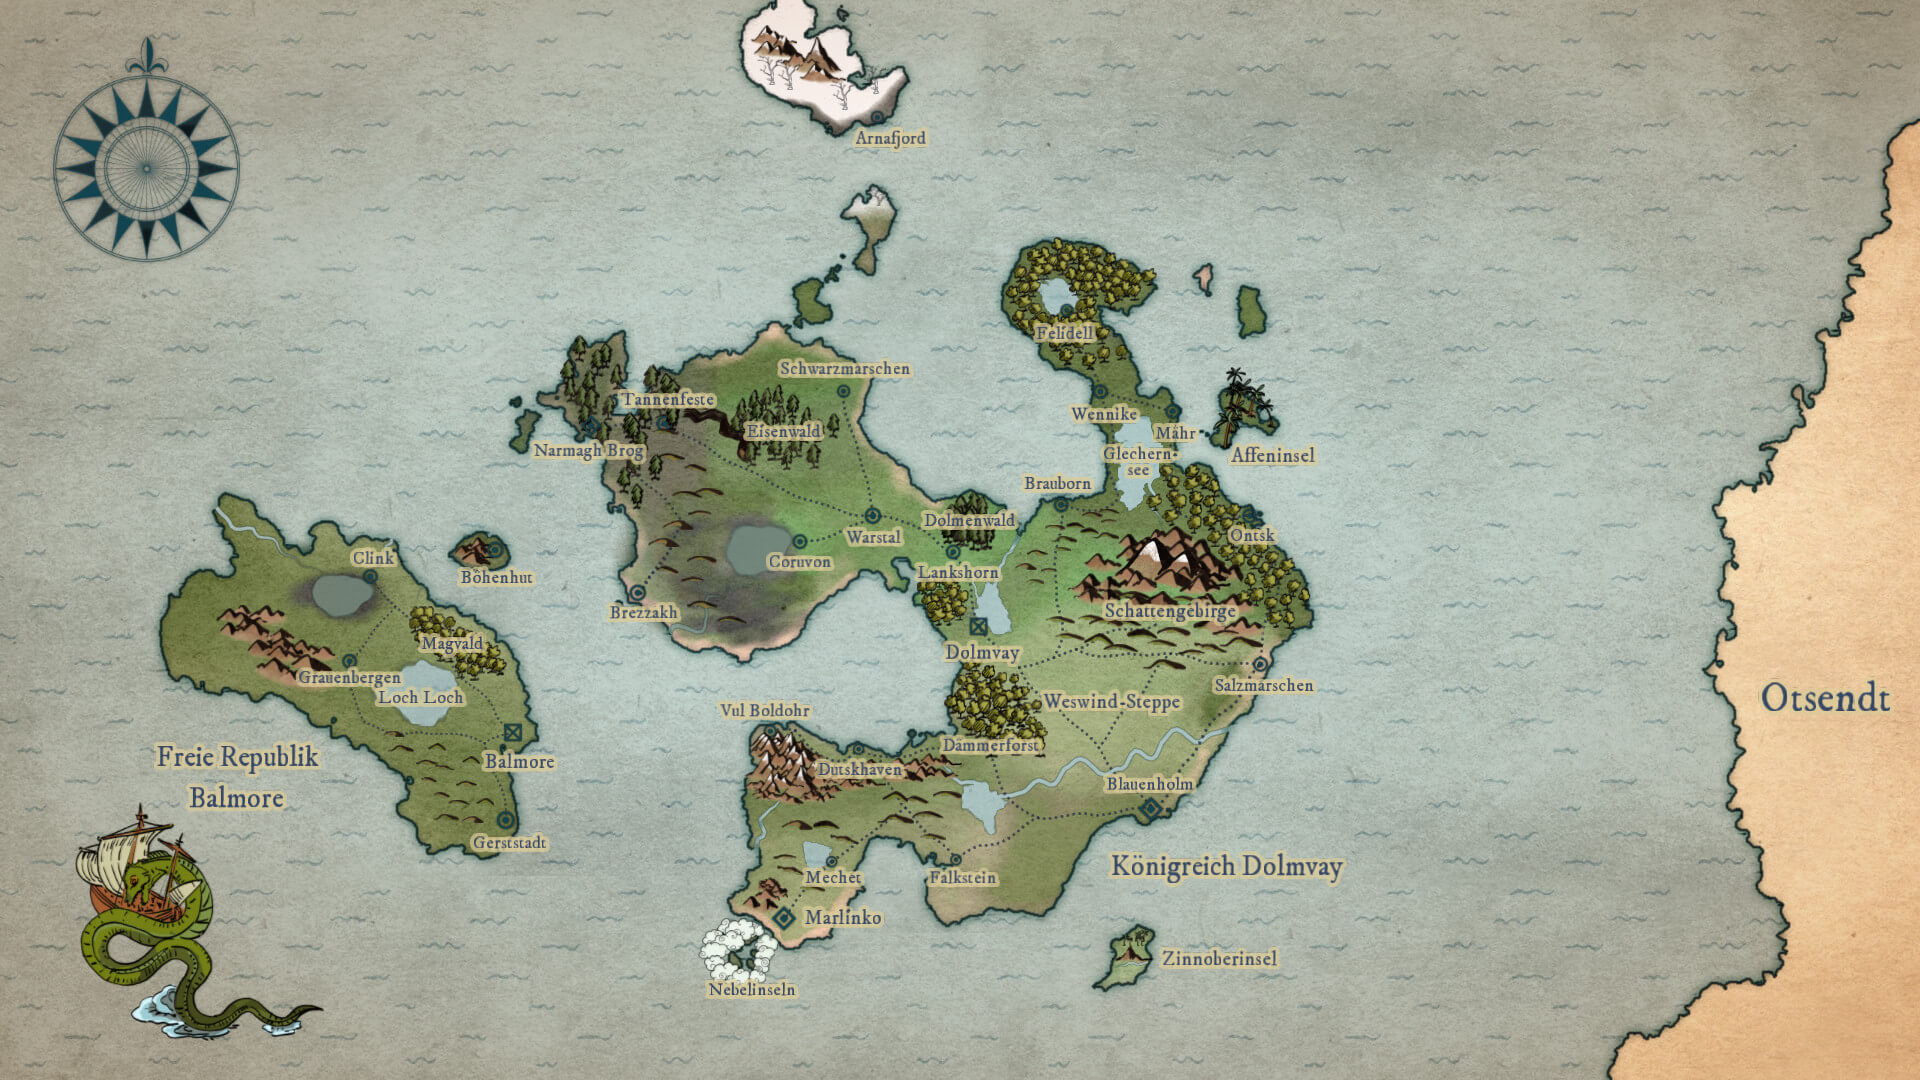 Arnafjord
Felidell
Schwarzmarschen
Tannenfeste
Wennike
Eisenwald
Mahr
Narmagh Brog
Glechern-
see
Affeninsel
Brauborn
Dolmenwald
Warstal
Ontsk
Clink
Coruvon
Lankshorn
Böhenhut
Brezzakh
Schattengebirge
Magvald
Dolmvay
Grauenbergen
Salzmarschen
Loch Loch
Weswind-Steppe
Otsendt
Vul Boldohr
Dämmerforst
Freie Republik
Balmore
Balmore
Dutskhaven
Blauenholm
Gerststadt
Königreich Dolmvay
Mechet
Falkstein
Marlinko
Zinnoberinsel
Nebelinseln